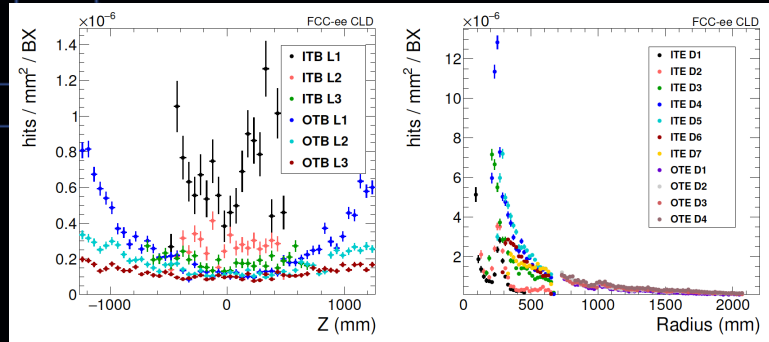 ×10⁻⁶
FCC-ee CLD
hits / mm² / BX
1.4
1.2
1
0.8
0.6
0.4
0.2
0
−1000
0
1000
Z (mm)
ITB L1
ITB L2
ITB L3
OTB L1
OTB L2
OTB L3
×10⁻⁶
FCC-ee CLD
hits / mm² / BX
12
10
8
6
4
2
0
500
1000
1500
2000
Radius (mm)
ITE D1
ITE D2
ITE D3
ITE D4
ITE D5
ITE D6
ITE D7
OTE D1
OTE D2
OTE D3
OTE D4